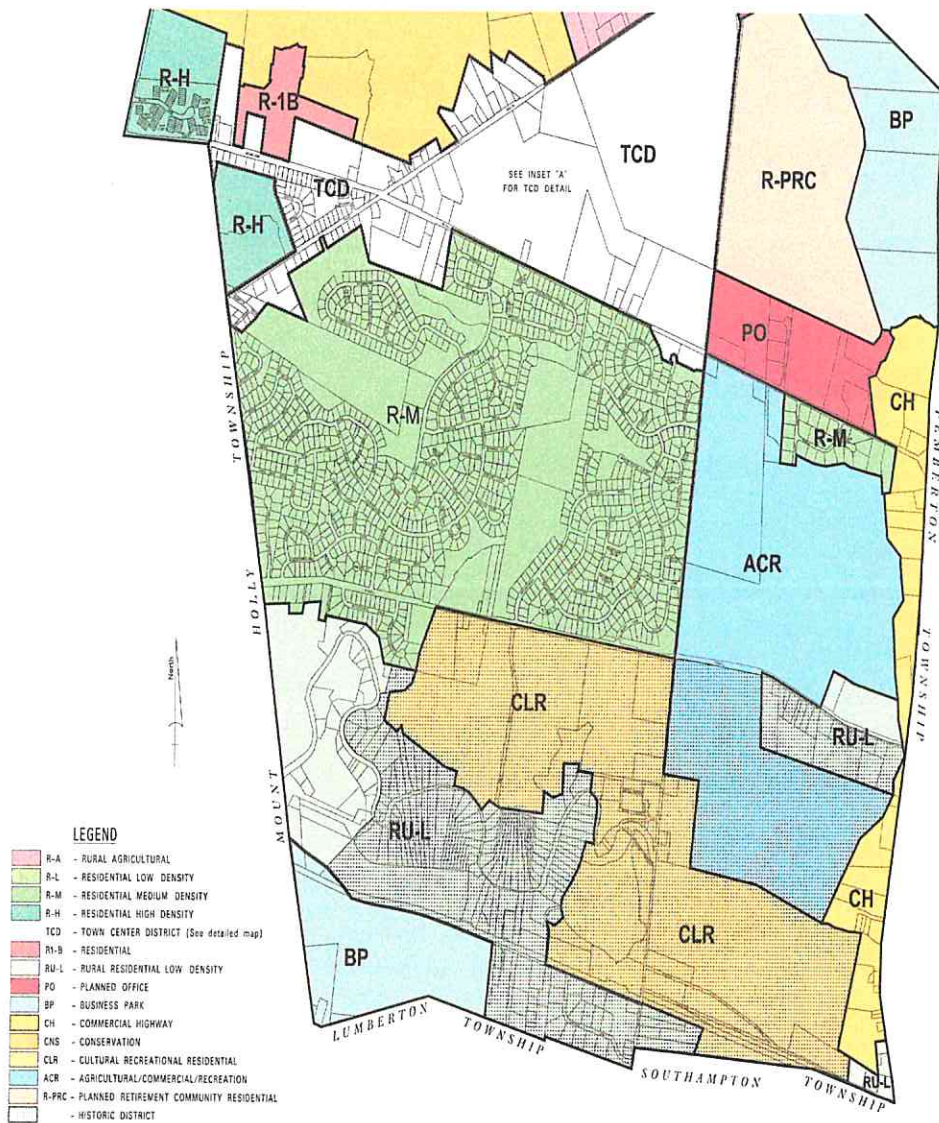 R-H
R-1B
TCD
SEE INSET "A"
FOR TCD DETAIL
TCD
R-PRC
BP
R-H
PO
CH
R-M
R-M
ACR
TOWNSHIP
HOLLY
MOUNT
PEMBERTON
TOWNSHIP
North
CLR
RU-L
RU-L
CLR
CH
BP
RU-L
LUMBERTON TOWNSHIP
SOUTHAMPTON TOWNSHIP
LEGEND
R-A - RURAL AGRICULTURAL
R-L - RESIDENTIAL LOW DENSITY
R-M - RESIDENTIAL MEDIUM DENSITY
R-H - RESIDENTIAL HIGH DENSITY
TCD - TOWN CENTER DISTRICT (See detailed map)
R1-B - RESIDENTIAL
RU-L - RURAL RESIDENTIAL LOW DENSITY
PO - PLANNED OFFICE
BP - BUSINESS PARK
CH - COMMERCIAL HIGHWAY
CNS - CONSERVATION
CLR - CULTURAL RECREATIONAL RESIDENTIAL
ACR - AGRICULTURAL/COMMERCIAL/RECREATION
R-PRC - PLANNED RETIREMENT COMMUNITY RESIDENTIAL
- HISTORIC DISTRICT